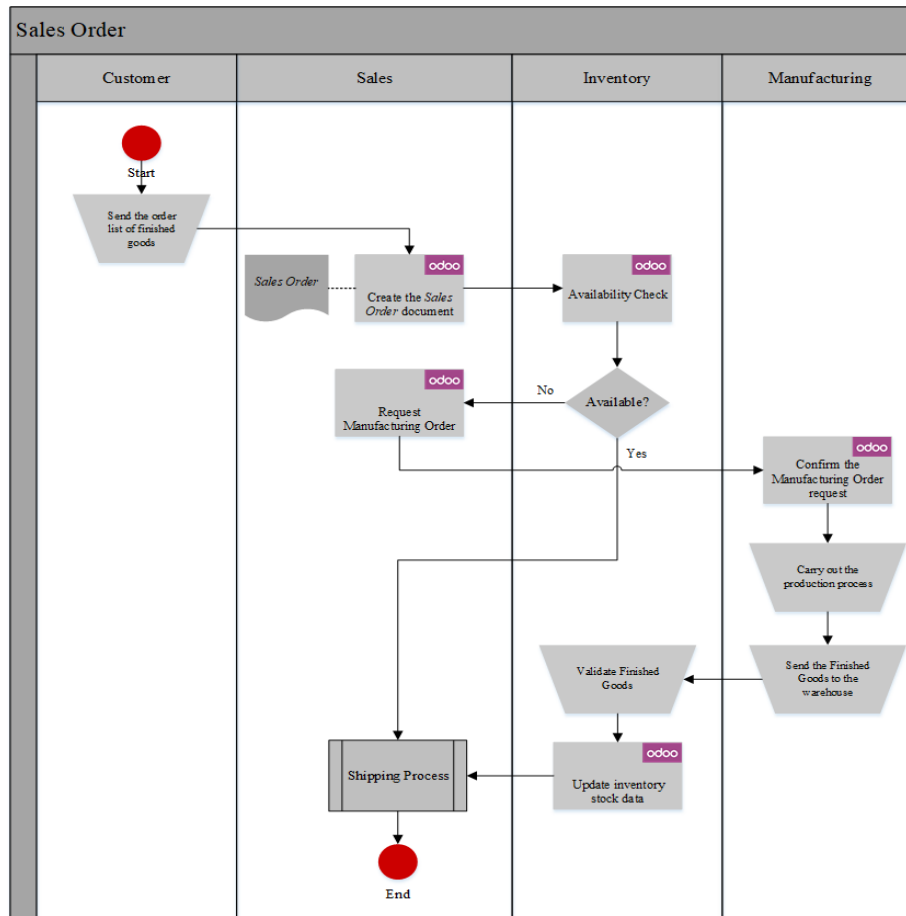 Sales Order
Customer
Sales
Inventory
Manufacturing
Start
Send the order
list of finished
goods
Sales Order
odoo
Create the Sales
Order document
odoo
Availability Check
odoo
Request
Manufacturing Order
No
Available?
Yes
odoo
Confirm the
Manufacturing Order
request
Carry out the
production process
Validate Finished
Goods
Send the Finished
Goods to the
warehouse
Shipping Process
odoo
Update inventory
stock data
End